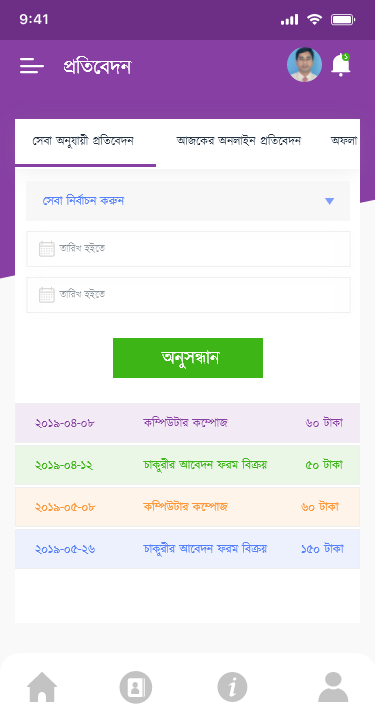 9:41
প্রতিবেদন
সেবা অনুযায়ী প্রতিবেদন আজকের অনলাইন প্রতিবেদন অফলা
সেবা নির্বাচন করুন
তারিখ হইতে
তারিখ হইতে
অনুসন্ধান
২০১৯-০৪-০৮ কম্পিউটার কম্পোজ ৬০ টাকা
২০১৯-০৪-১২ চাকুরীর আবেদন ফরম বিক্রয় ৫০ টাকা
২০১৯-০৫-০৮ কম্পিউটার কম্পোজ ৬০ টাকা
২০১৯-০৫-২৬ চাকুরীর আবেদন ফরম বিক্রয় ১৫০ টাকা